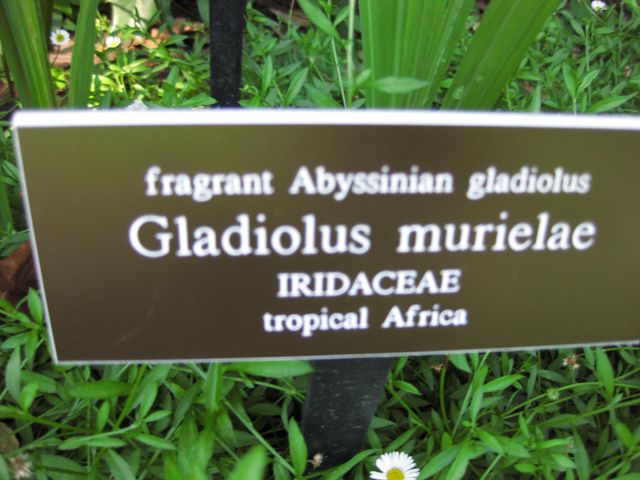 fragrant Abyssinian gladiolus
Gladiolus murielae
IRIDACEAE
tropical Africa